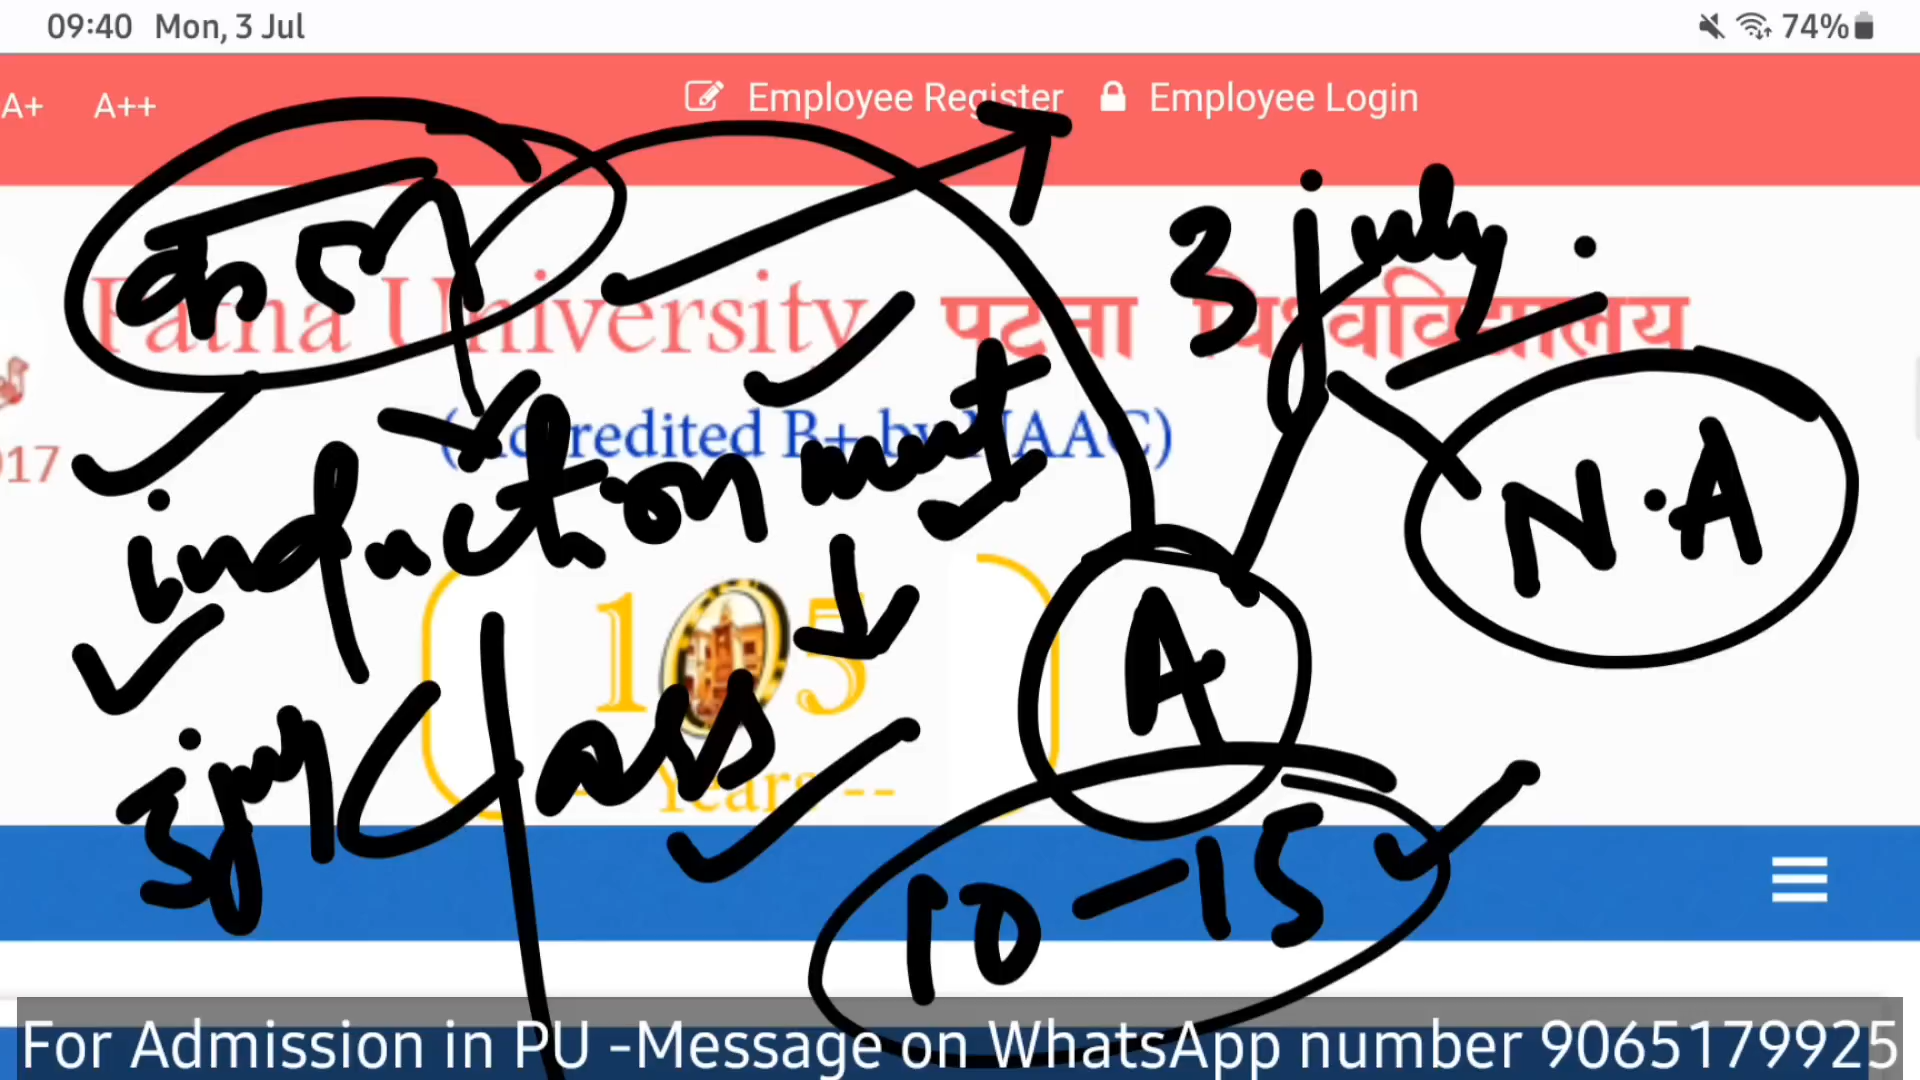 09:40 Mon, 3 Jul 74%
A+ A++ Employee Register Employee Login
3 july.
Patna University पटना विश्वविद्यालय
(Accredited B+ by NAAC)
2017
induction meet
N.A
105
A
3 july Class
-- Years --
10-15
For Admission in PU -Message on WhatsApp number 9065179925